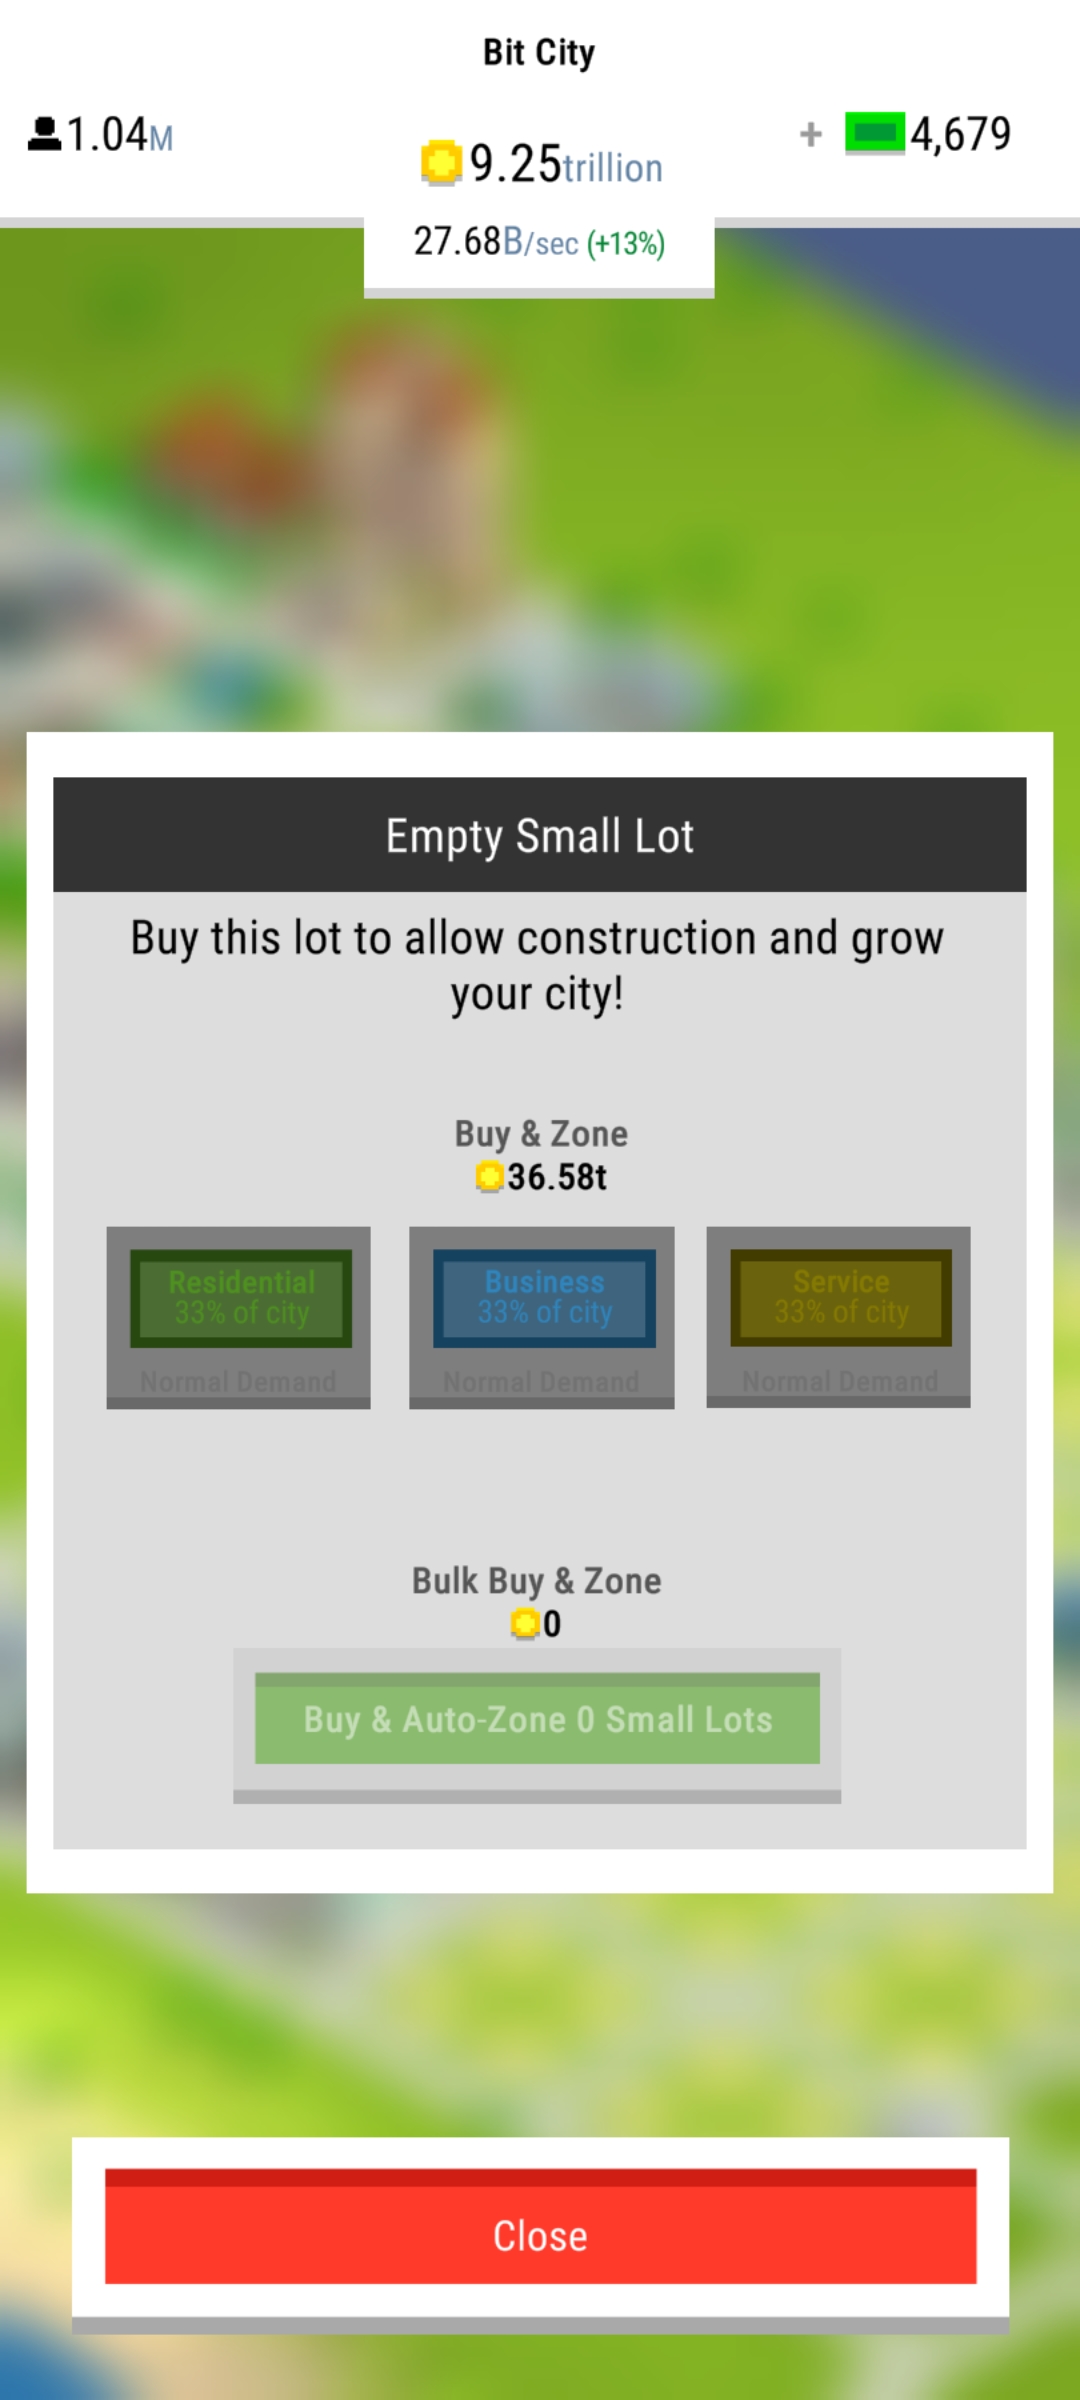 Bit City
1.04M
9.25trillion
+ 4,679
27.68B/sec (+13%)
Empty Small Lot
Buy this lot to allow construction and grow
your city!
Buy & Zone
36.58t
Residential
33% of city
Normal Demand
Business
33% of city
Normal Demand
Service
33% of city
Normal Demand
Bulk Buy & Zone
0
Buy & Auto-Zone 0 Small Lots
Close